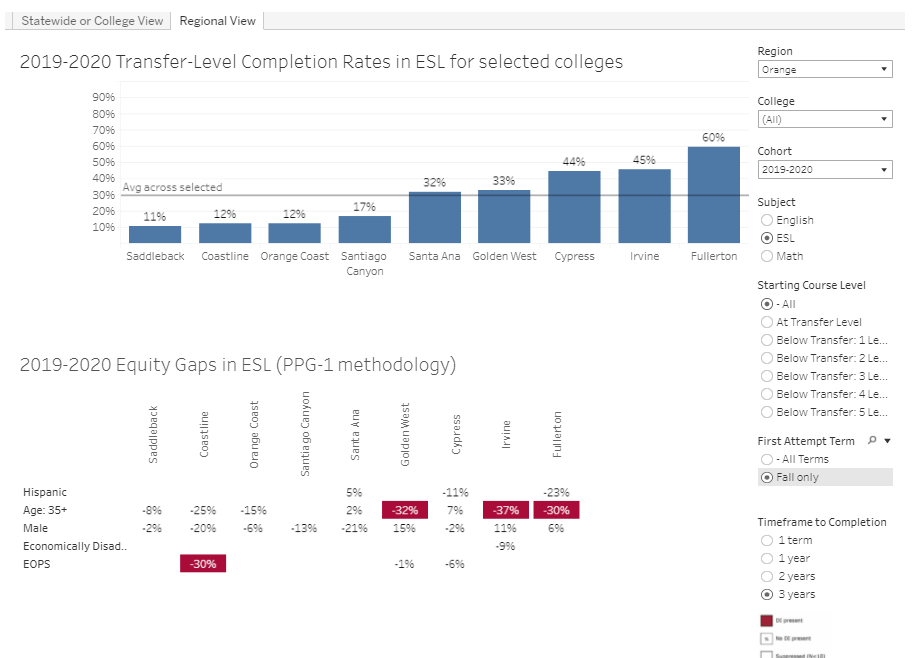 Statewide or College View
Regional View
2019-2020 Transfer-Level Completion Rates in ESL for selected colleges
90%
80%
70%
60%
50%
40%
30%
20%
10%
Avg across selected
11%
12%
12%
17%
32%
33%
44%
45%
60%
Saddleback
Coastline
Orange Coast
Santiago
Canyon
Santa Ana
Golden West
Cypress
Irvine
Fullerton
2019-2020 Equity Gaps in ESL (PPG-1 methodology)
Saddleback
Coastline
Orange Coast
Santiago Canyon
Santa Ana
Golden West
Cypress
Irvine
Fullerton
Hispanic 5% -11% -23%
Age: 35+ -8% -25% -15% 2% -32% 7% -37% -30%
Male -2% -20% -6% -13% -21% 15% -2% 11% 6%
Economically Disad.. -9%
EOPS -30% -1% -6%
Region
Orange
College
(All)
Cohort
2019-2020
Subject
English
ESL
Math
Starting Course Level
- All
At Transfer Level
Below Transfer: 1 Le...
Below Transfer: 2 Le...
Below Transfer: 3 Le...
Below Transfer: 4 Le...
Below Transfer: 5 Le...
First Attempt Term
- All Terms
Fall only
Timeframe to Completion
1 term
1 year
2 years
3 years
DI present
% No DI present
Suppressed (N<10)